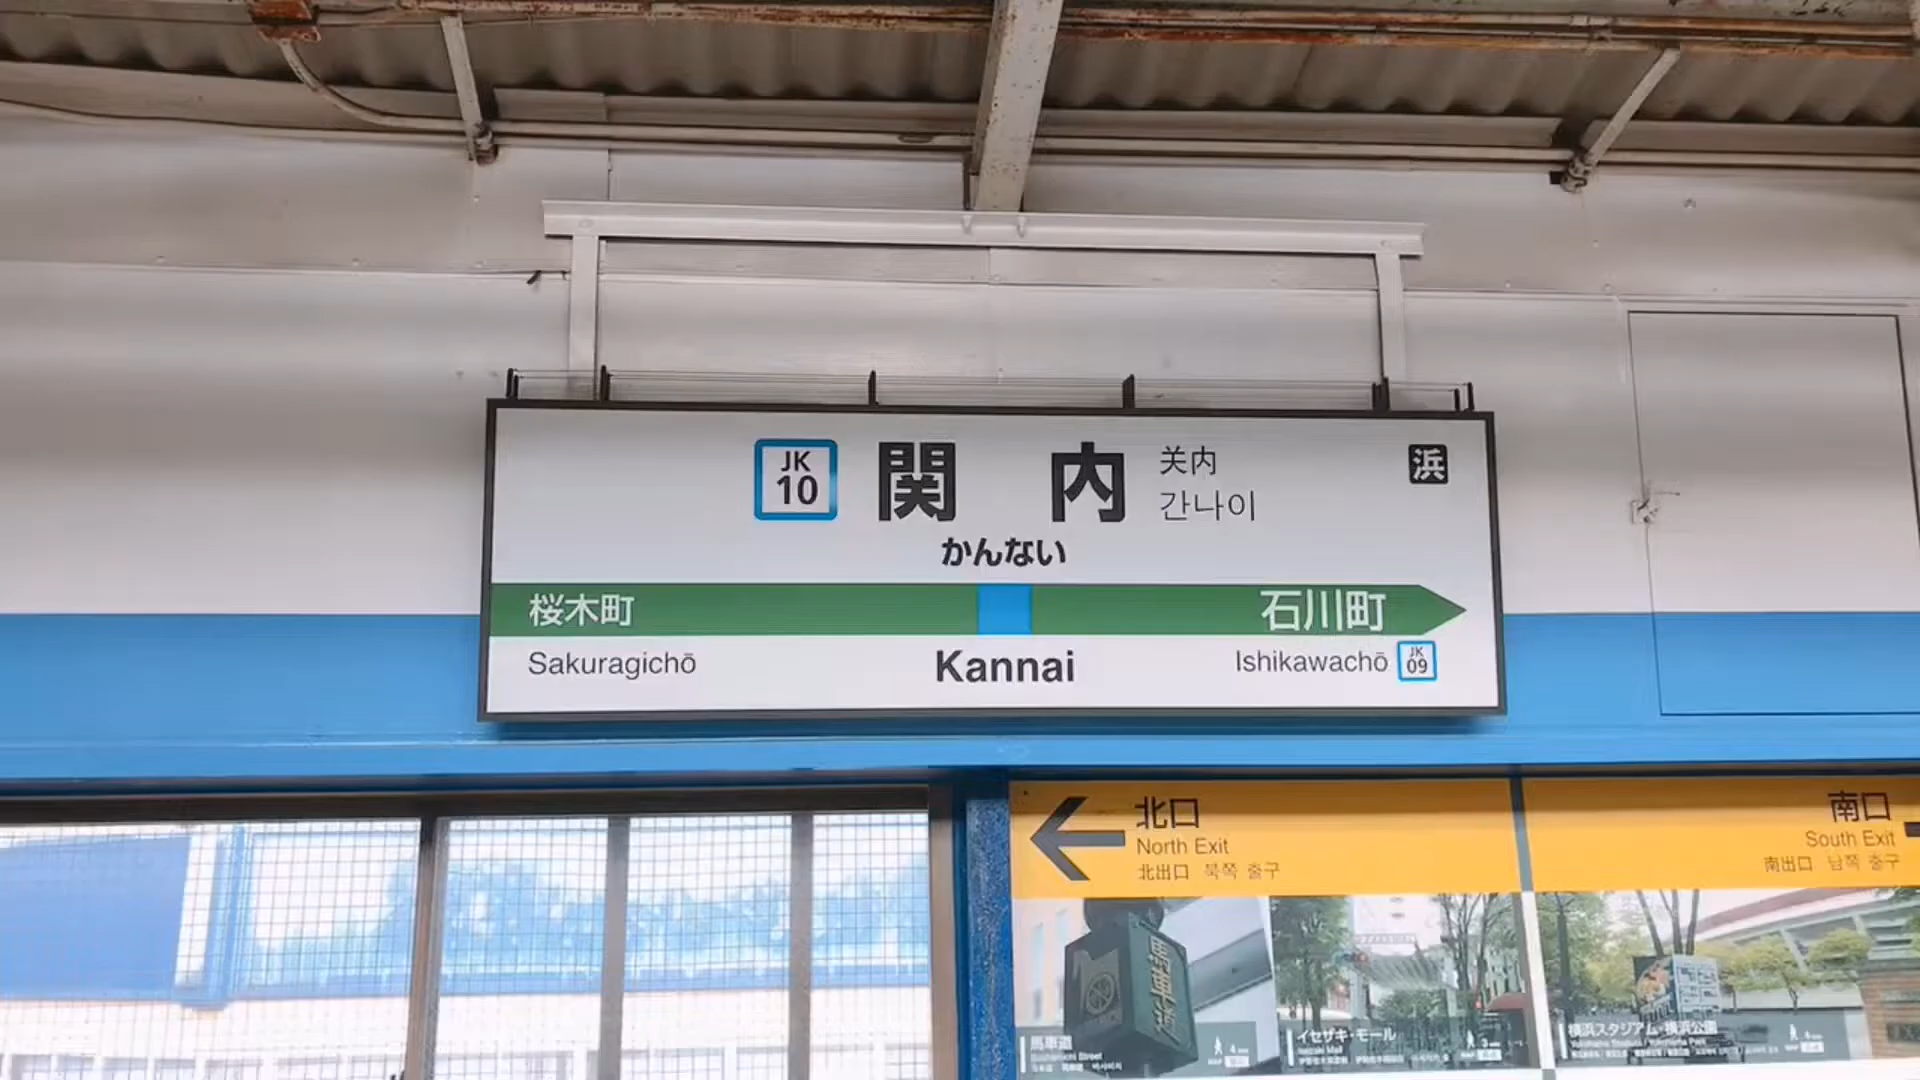 JK
10
関内
关内
간나이
浜
かんない
桜木町
石川町
Sakuragichō
Kannai
Ishikawachō
JK
09
北口
North Exit
北出口 북쪽 출구
南口
South Exit
南出口 남쪽 출구
馬車道
馬車道
イセザキ・モール
横浜スタジアム・横浜公園